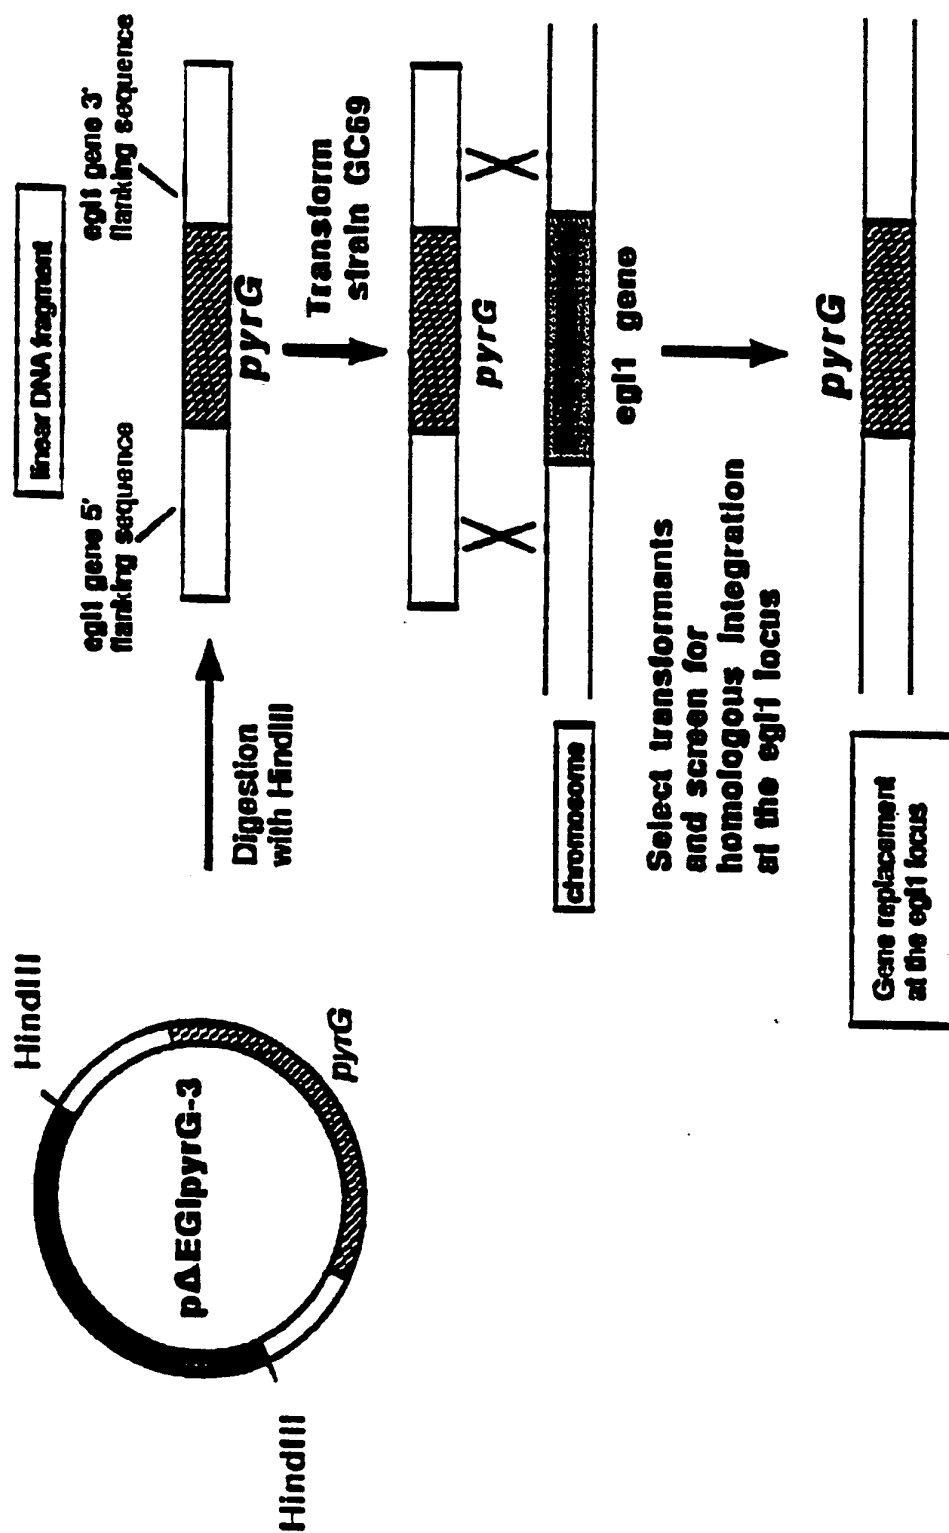 HindIII
pΔEGIpyrG-3
pyrG
HindIII
Digestion
with HindIII
linear DNA fragment
egl1 gene 5'
flanking sequence
egl1 gene 3'
flanking sequence
pyrG
Transform
strain GC69
pyrG
chromosome
egl1 gene
Select transformants
and screen for
homologous integration
at the egl1 locus
pyrG
Gene replacement
at the egl1 locus